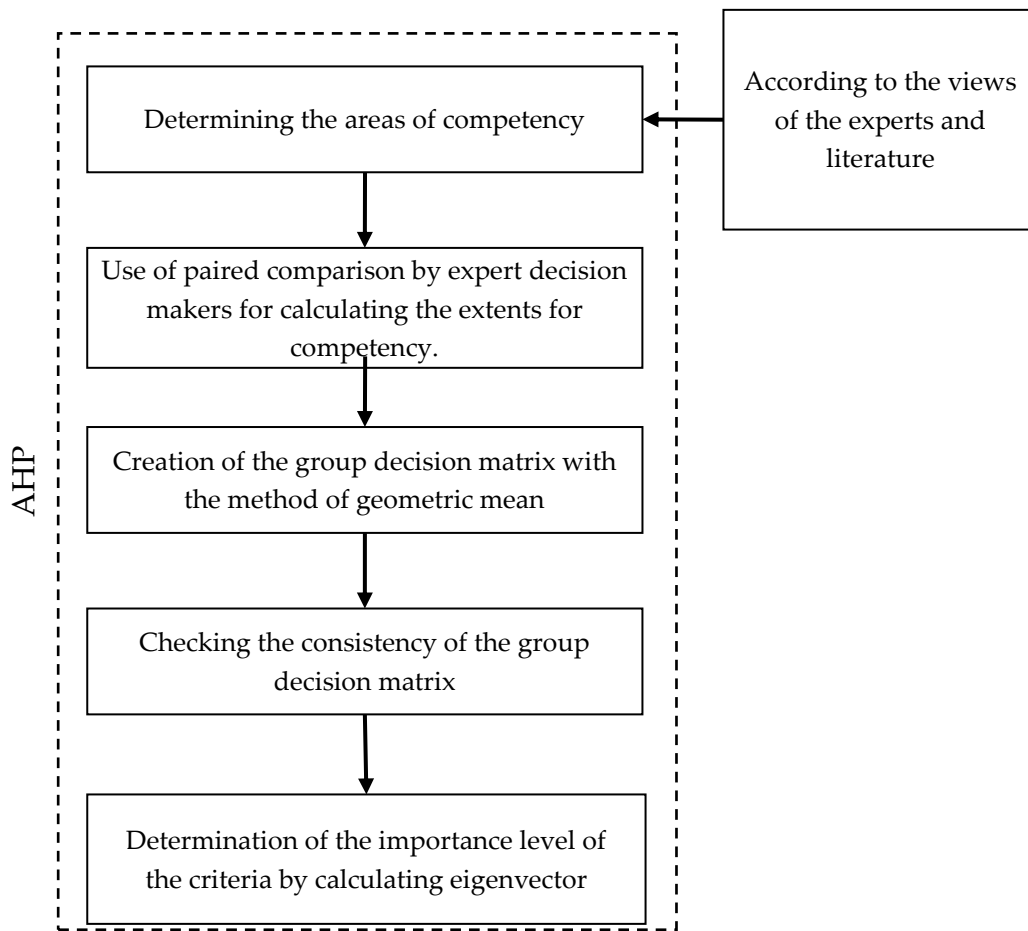 According to the views
of the experts and
literature
Determining the areas of competency
Use of paired comparison by expert decision
makers for calculating the extents for
competency.
Creation of the group decision matrix with
the method of geometric mean
Checking the consistency of the group
decision matrix
Determination of the importance level of
the criteria by calculating eigenvector
AHP